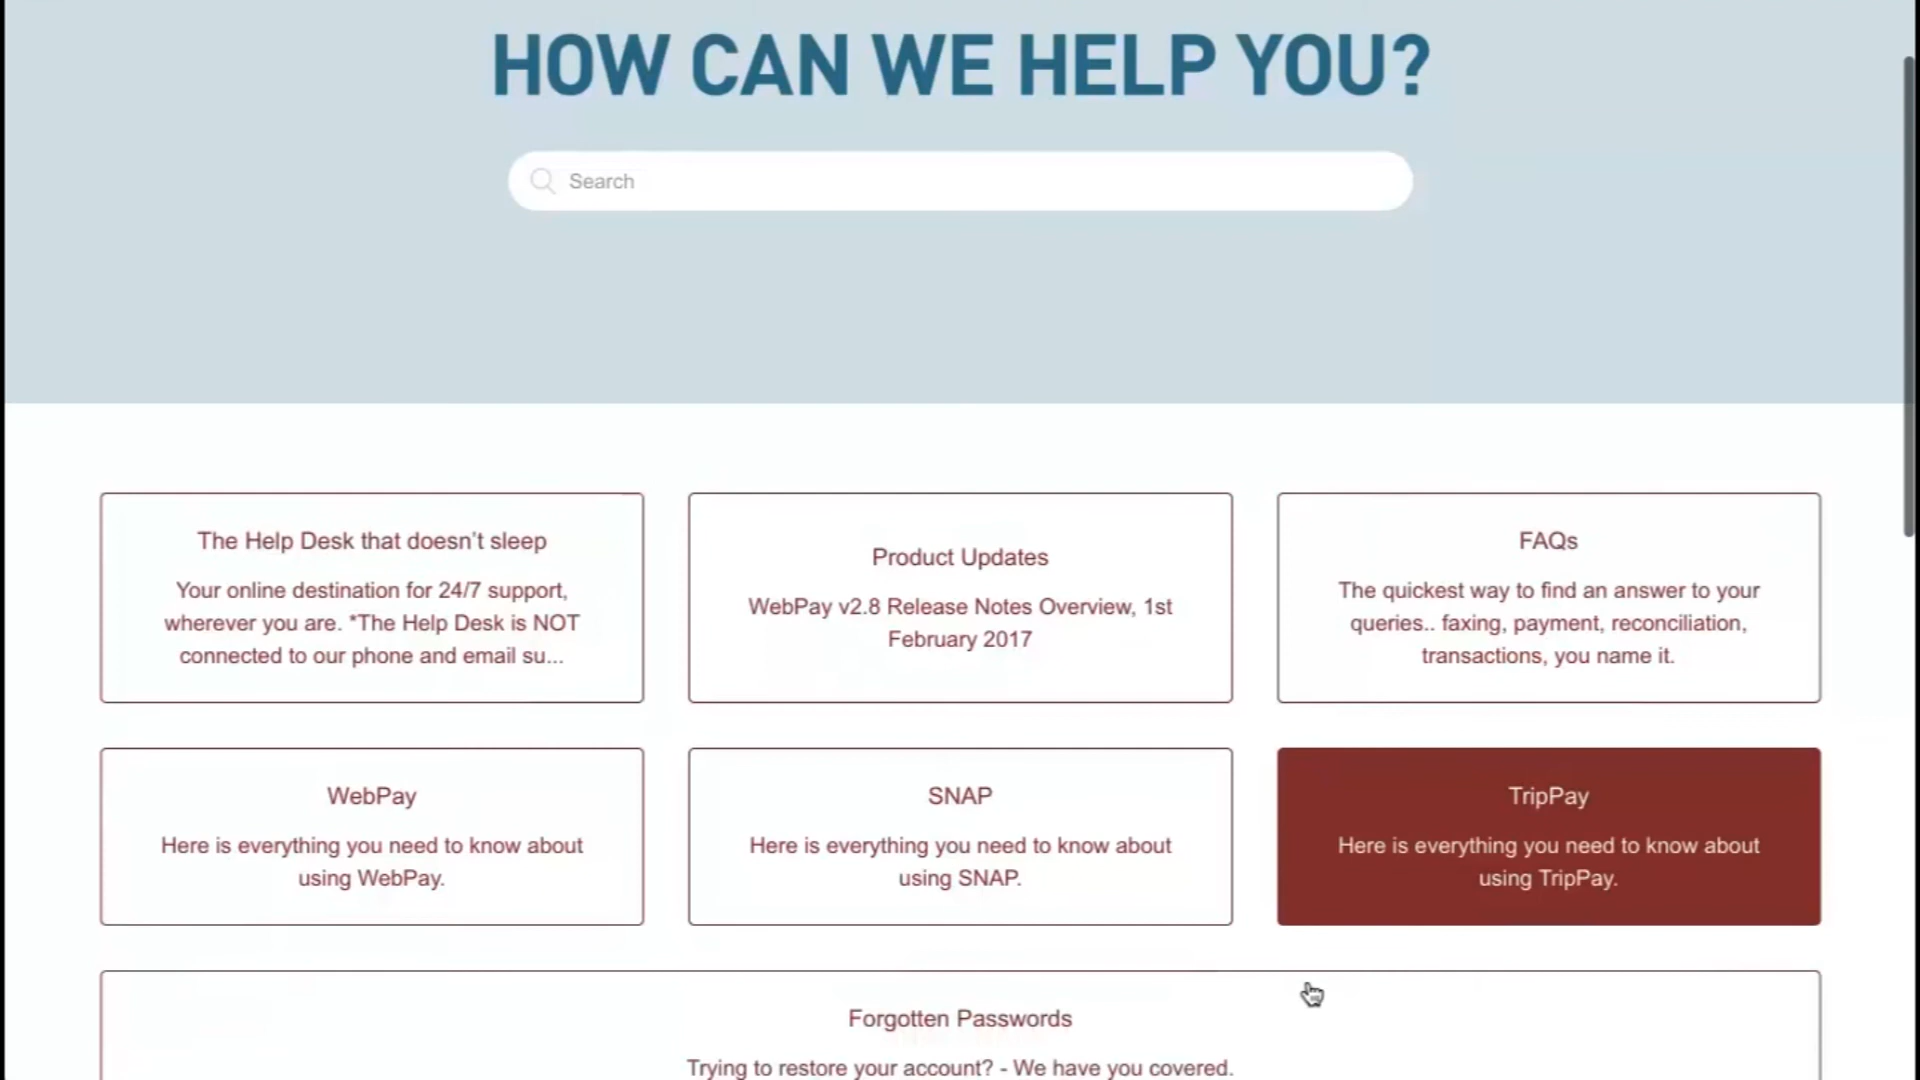 HOW CAN WE HELP YOU?
Search
The Help Desk that doesn't sleep
Your online destination for 24/7 support,
wherever you are. *The Help Desk is NOT
connected to our phone and email su...
Product Updates
WebPay v2.8 Release Notes Overview, 1st
February 2017
FAQs
The quickest way to find an answer to your
queries.. faxing, payment, reconciliation,
transactions, you name it.
WebPay
Here is everything you need to know about
using WebPay.
SNAP
Here is everything you need to know about
using SNAP.
TripPay
Here is everything you need to know about
using TripPay.
Forgotten Passwords
Trying to restore your account? - We have you covered.